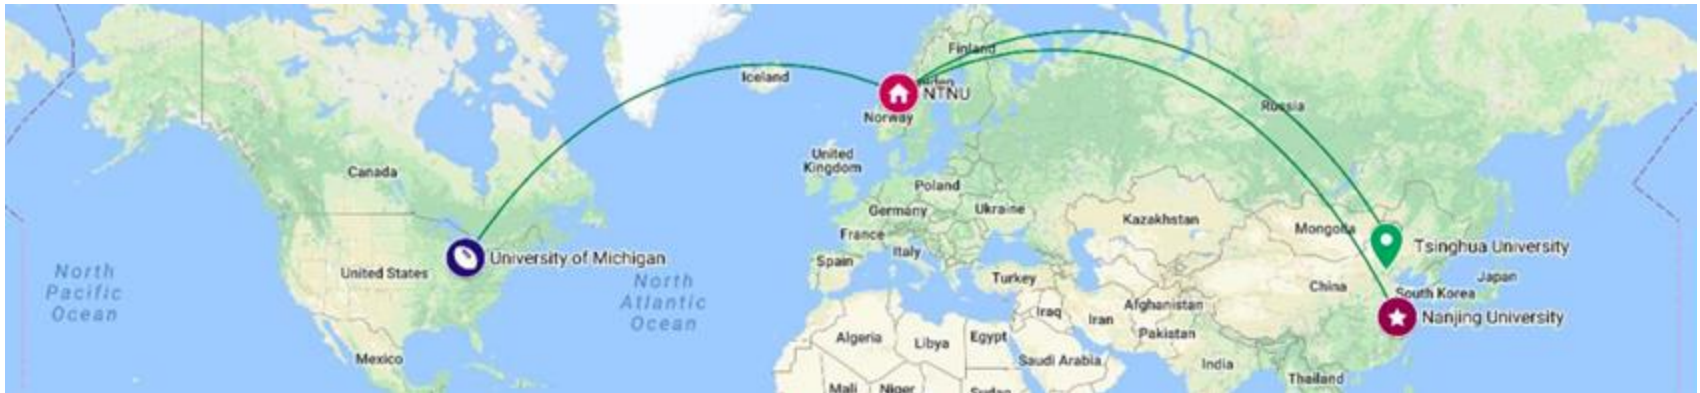 Finland
Iceland
NTNU
Norway
Russia
United
Kingdom
Canada
Poland
Germany
Ukraine
Kazakhstan
Mongolia
France
Italy
Spain
Tsinghua University
University of Michigan
United States
North
Pacific
Ocean
North
Atlantic
Ocean
Turkey
China
Japan
South Korea
Iraq
Iran
Afghanistan
Pakistan
Nanjing University
Algeria
Libya
Egypt
Saudi Arabia
India
Mexico
Thailand
Mali
Niger